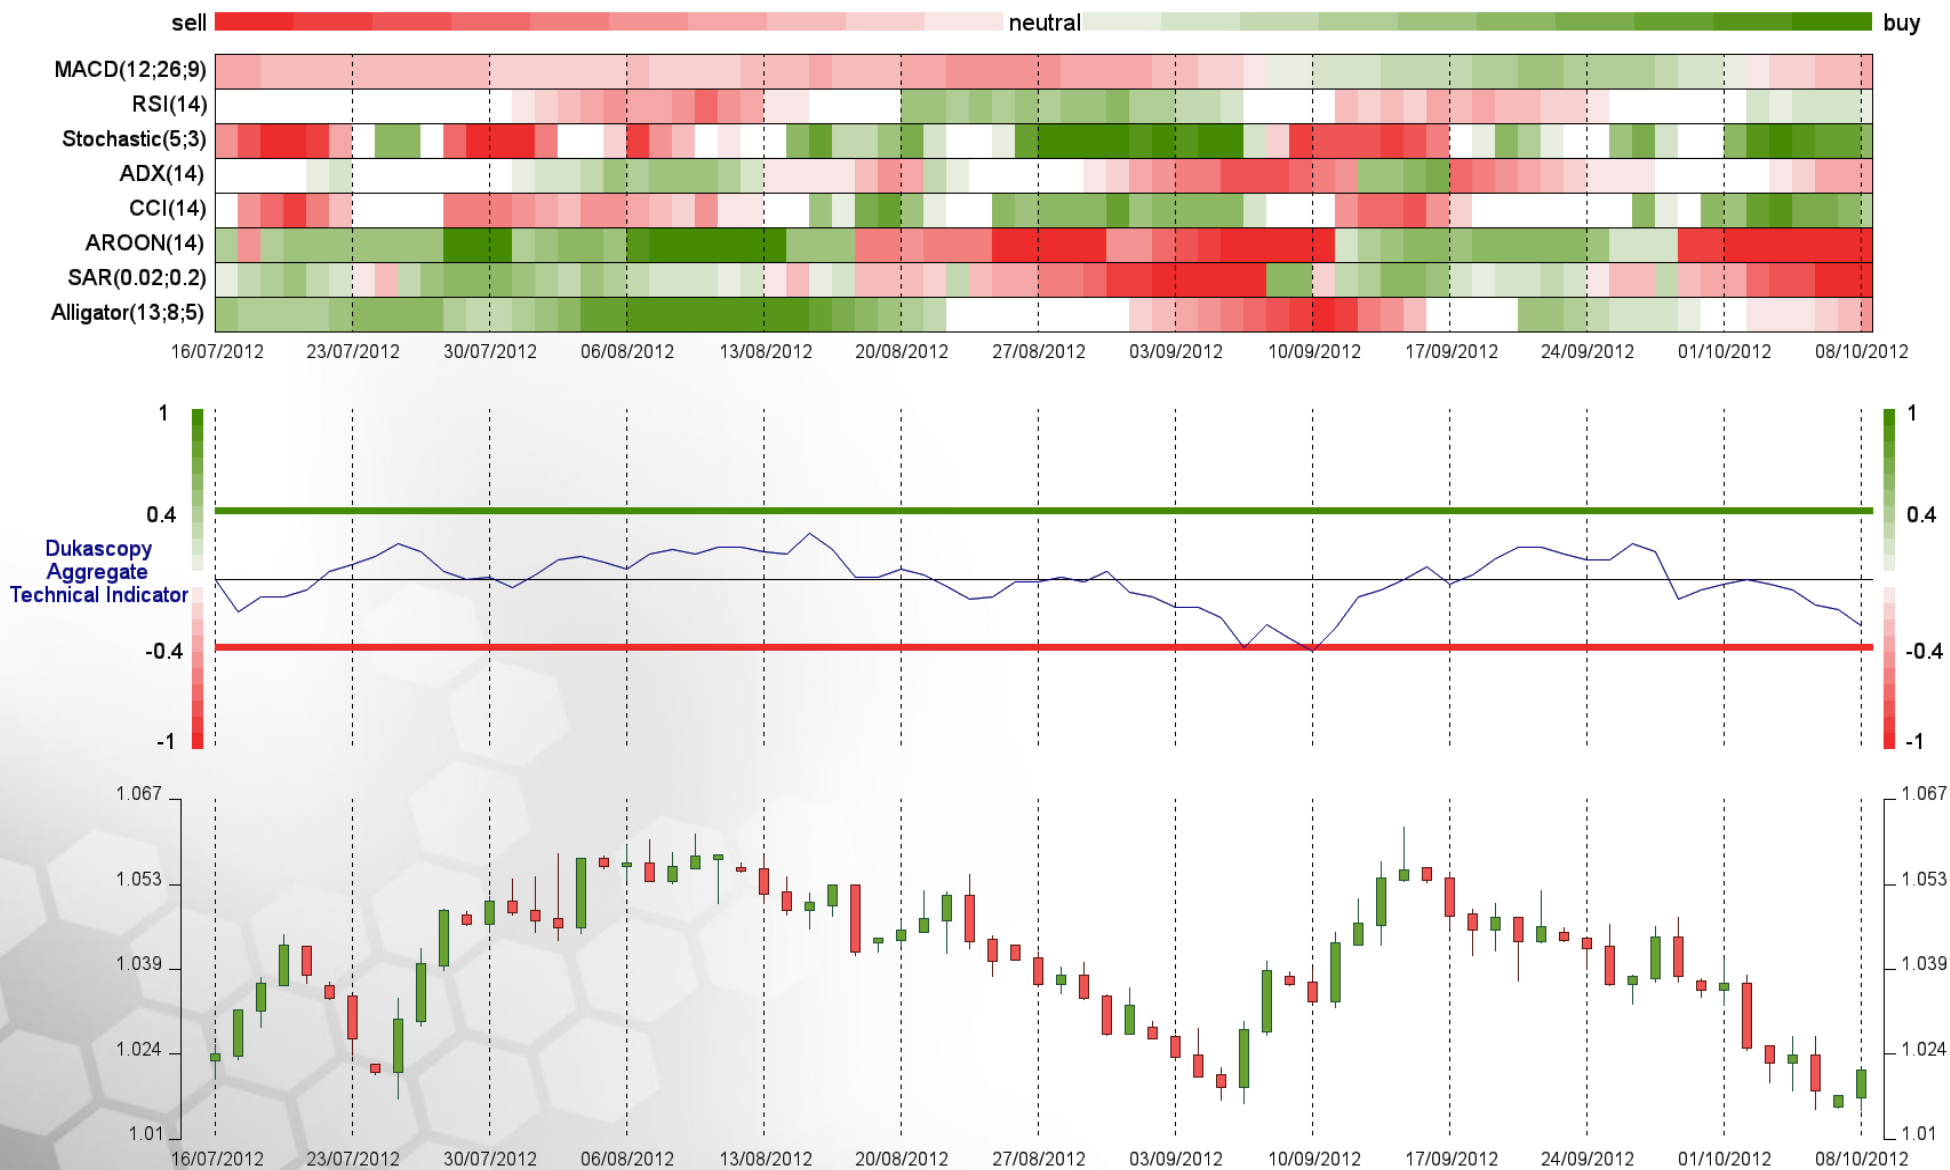 sell neutral buy
MACD(12;26;9)
RSI(14)
Stochastic(5;3)
ADX(14)
CCI(14)
AROON(14)
SAR(0.02;0.2)
Alligator(13;8;5)
16/07/2012 23/07/2012 30/07/2012 06/08/2012 13/08/2012 20/08/2012 27/08/2012 03/09/2012 10/09/2012 17/09/2012 24/09/2012 01/10/2012 08/10/2012
1 1
0.4 0.4
Dukascopy
Aggregate
Technical Indicator
-0.4 -0.4
-1 -1
1.067 1.067
1.053 1.053
1.039 1.039
1.024 1.024
1.01 1.01
16/07/2012 23/07/2012 30/07/2012 06/08/2012 13/08/2012 20/08/2012 27/08/2012 03/09/2012 10/09/2012 17/09/2012 24/09/2012 01/10/2012 08/10/2012